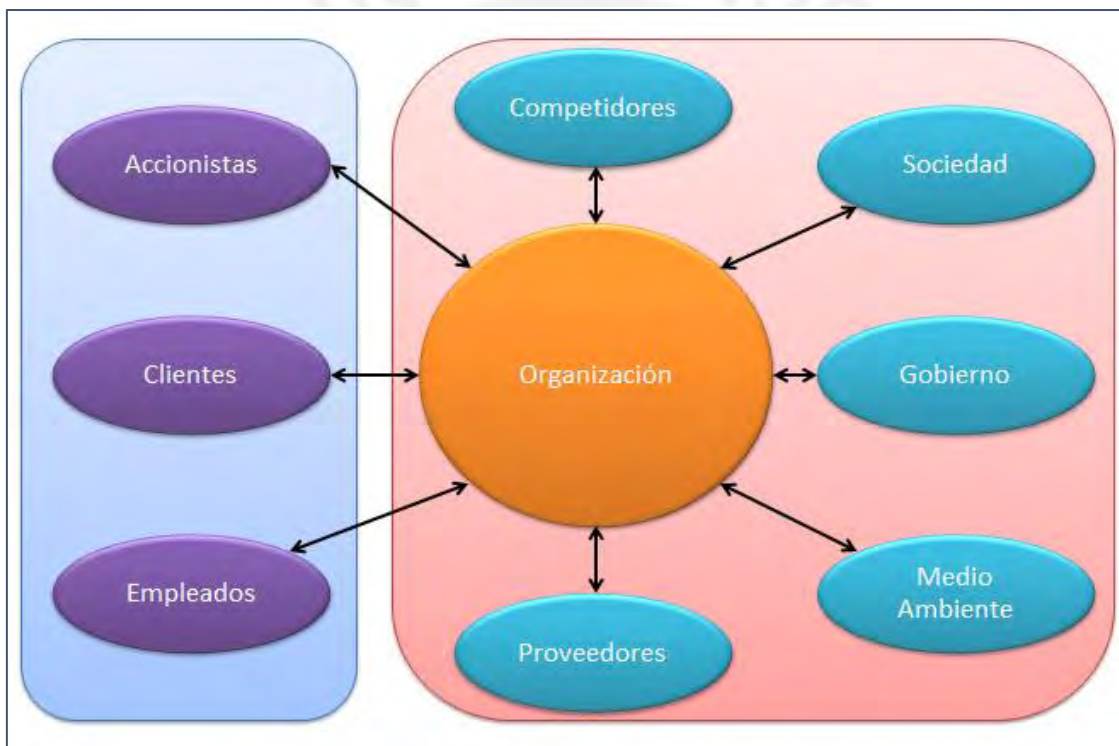 Accionistas
Clientes
Empleados
Competidores
Organización
Proveedores
Sociedad
Gobierno
Medio
Ambiente